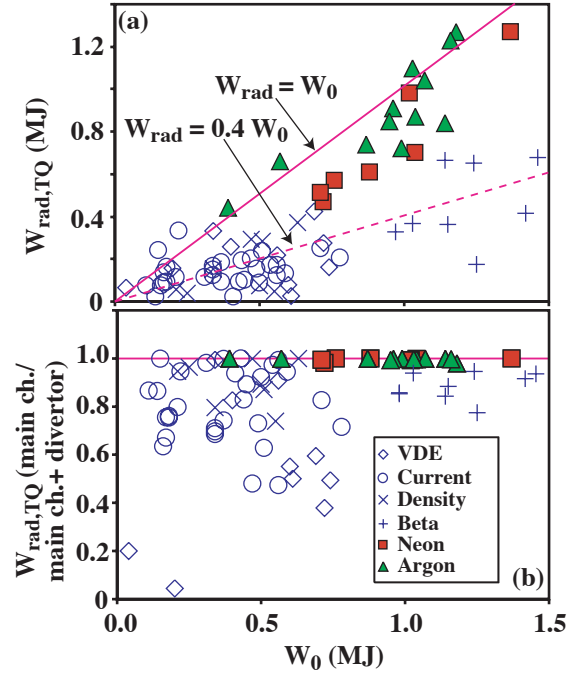 (a)
1.2
0.8
0.4
0
W_rad,TQ (MJ)
W_rad = W_0
W_rad = 0.4 W_0
1.0
0.8
0.6
0.4
0.2
0
W_rad,TQ (main ch./
main ch.+ divertor)
VDE
Current
Density
Beta
Neon
Argon
(b)
0.0 0.5 1.0 1.5
W_0 (MJ)